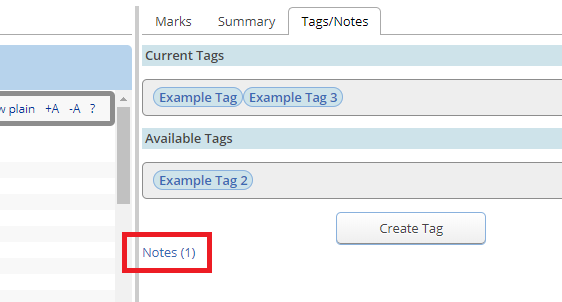 Marks Summary Tags/Notes
Current Tags
plain +A -A ?
Example Tag Example Tag 3
Available Tags
Example Tag 2
Create Tag
Notes (1)